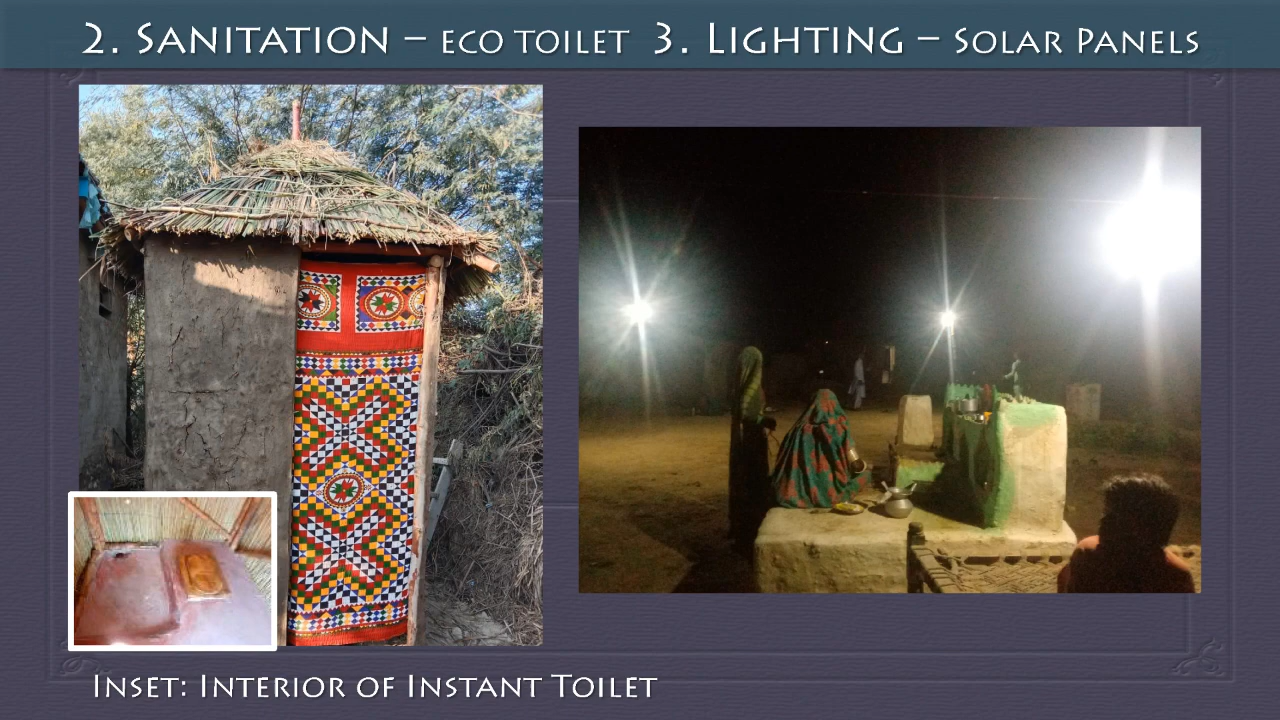 2. Sanitation – eco toilet 3. Lighting – Solar Panels
Inset: Interior of Instant Toilet